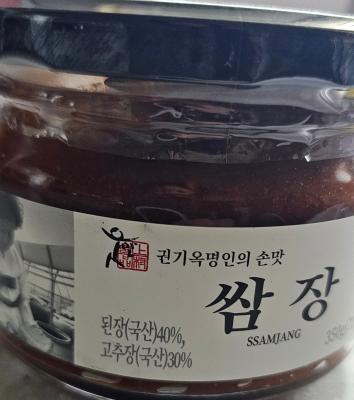 권기옥명인의 손맛
쌈장
SSAMJANG
된장(국산)40%,
고추장(국산)30%
350g